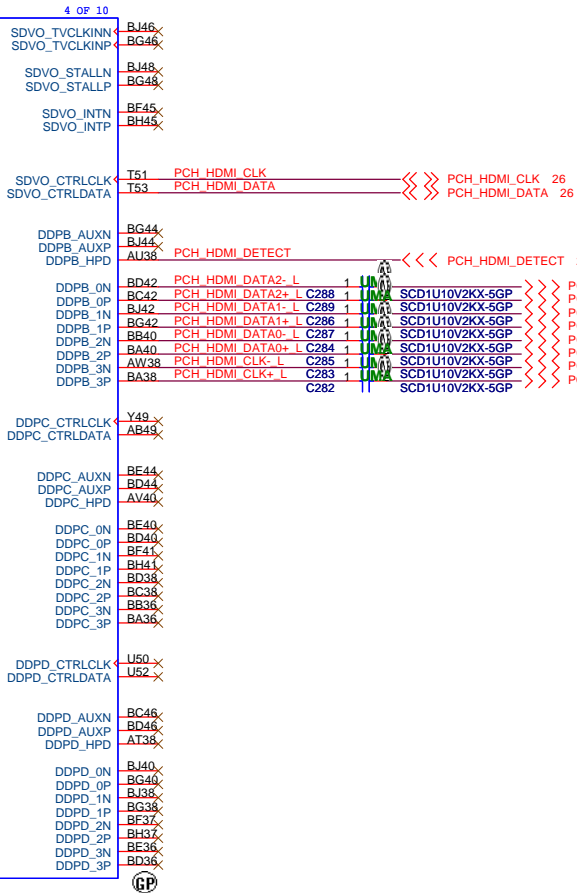 4 OF 10
SDVO_TVCLKINN BJ46
SDVO_TVCLKINP BG46
SDVO_STALLN BJ48
SDVO_STALLP BG48
SDVO_INTN BF45
SDVO_INTP BH45
SDVO_CTRLCLK T51 PCH_HDMI_CLK PCH_HDMI_CLK 26
SDVO_CTRLDATA T53 PCH_HDMI_DATA PCH_HDMI_DATA 26
DDPB_AUXN BG44
DDPB_AUXP BJ44
DDPB_HPD AU38 PCH_HDMI_DETECT PCH_HDMI_DETECT
DDPB_0N BD42 PCH_HDMI_DATA2-_L 1
DDPB_0P BC42 PCH_HDMI_DATA2+_L C288 1 UMA SCD1U10V2KX-5GP
DDPB_1N BJ42 PCH_HDMI_DATA1-_L C289 1 UMA SCD1U10V2KX-5GP
DDPB_1P BG42 PCH_HDMI_DATA1+_L C286 1 UMA SCD1U10V2KX-5GP
DDPB_2N BB40 PCH_HDMI_DATA0-_L C287 1 UMA SCD1U10V2KX-5GP
DDPB_2P BA40 PCH_HDMI_DATA0+_L C284 1 UMA SCD1U10V2KX-5GP
DDPB_3N AW38 PCH_HDMI_CLK-_L C285 1 UMA SCD1U10V2KX-5GP
DDPB_3P BA38 PCH_HDMI_CLK+_L C283 1 UMA SCD1U10V2KX-5GP
C282 SCD1U10V2KX-5GP
DDPC_CTRLCLK Y49
DDPC_CTRLDATA AB49
DDPC_AUXN BE44
DDPC_AUXP BD44
DDPC_HPD AV40
DDPC_0N BE40
DDPC_0P BD40
DDPC_1N BF41
DDPC_1P BH41
DDPC_2N BD38
DDPC_2P BC38
DDPC_3N BB36
DDPC_3P BA36
DDPD_CTRLCLK U50
DDPD_CTRLDATA U52
DDPD_AUXN BC46
DDPD_AUXP BD46
DDPD_HPD AT38
DDPD_0N BJ40
DDPD_0P BG40
DDPD_1N BJ38
DDPD_1P BG38
DDPD_2N BF37
DDPD_2P BH37
DDPD_3N BE36
DDPD_3P BD36
GP